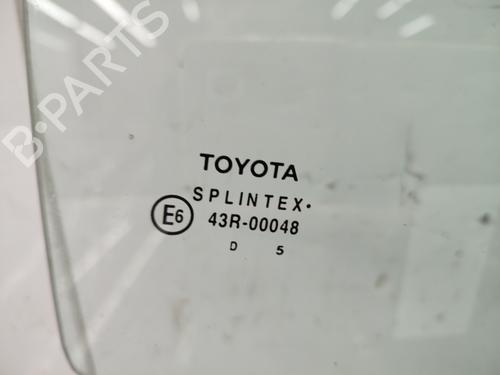 B-PARTS
TOYOTA
SPLINTEX•
E6 43R-00048
D 5